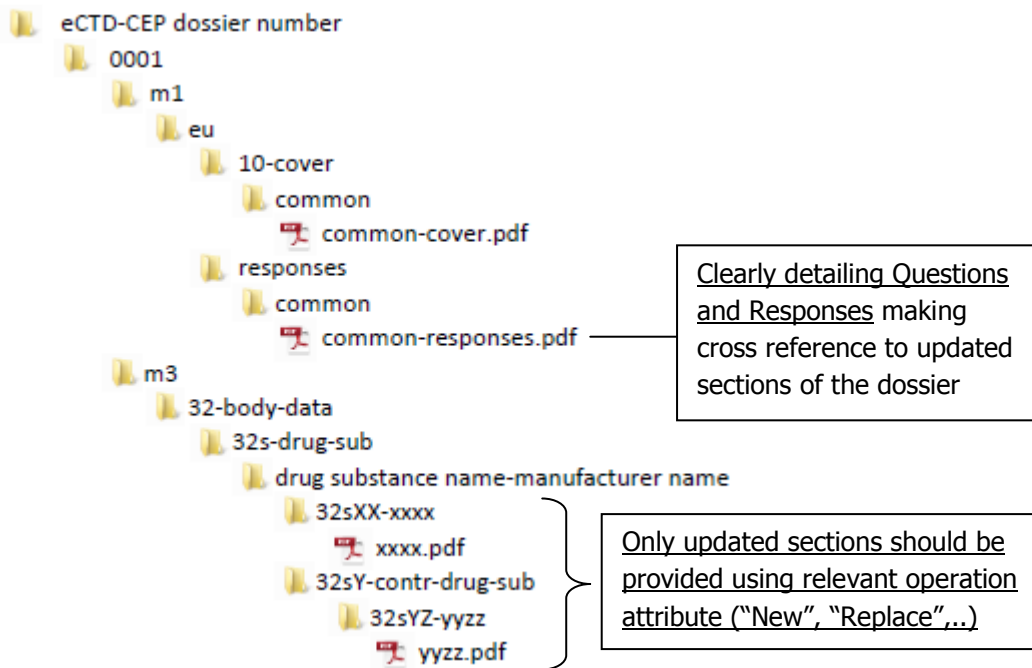 eCTD-CEP dossier number
0001
m1
eu
10-cover
common
common-cover.pdf
responses
common
common-responses.pdf
Clearly detailing Questions
and Responses making
cross reference to updated
sections of the dossier
m3
32-body-data
32s-drug-sub
drug substance name-manufacturer name
32sXX-xxxx
xxxx.pdf
32sY-contr-drug-sub
32sYZ-yyzz
yyzz.pdf
Only updated sections should be
provided using relevant operation
attribute (“New”, “Replace”,..)